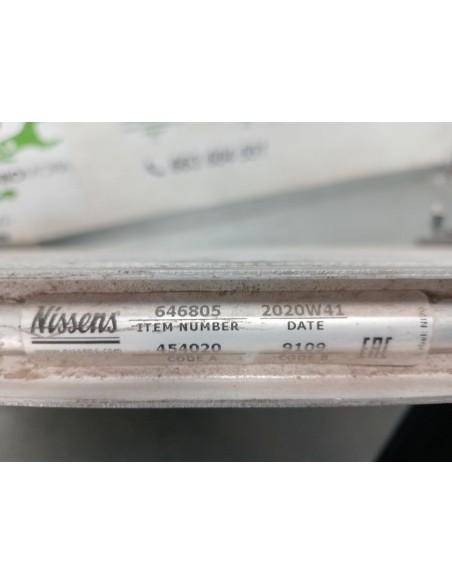 Nissens
646805 2020W41
ITEM NUMBER DATE
454020 9109
CODE A CODE B
EAC